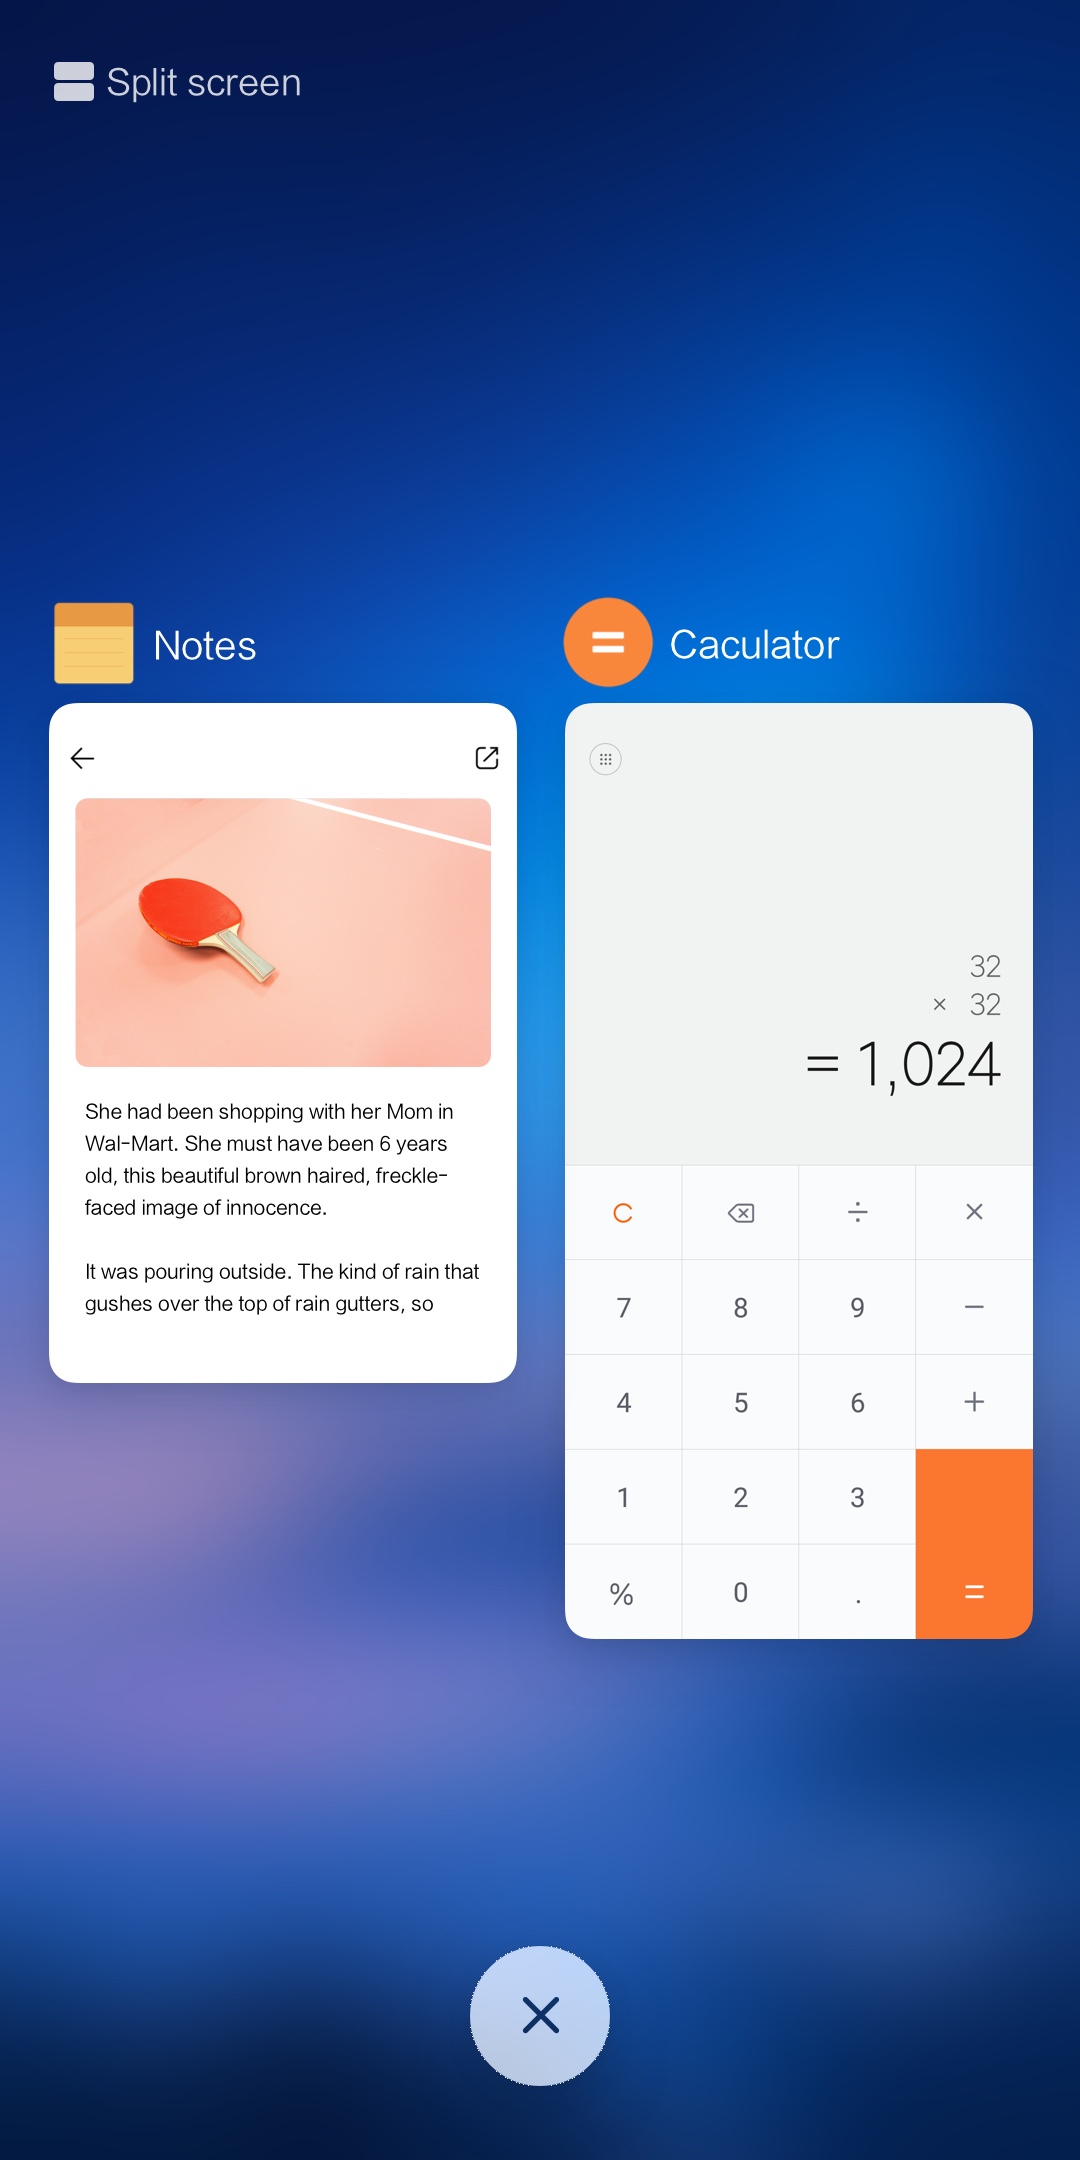 Split screen
Notes
She had been shopping with her Mom in
Wal-Mart. She must have been 6 years
old, this beautiful brown haired, freckle-
faced image of innocence.
It was pouring outside. The kind of rain that
gushes over the top of rain gutters, so
Caculator
32
× 32
= 1,024
C ÷ ×
7 8 9 −
4 5 6 +
1 2 3
% 0 . =